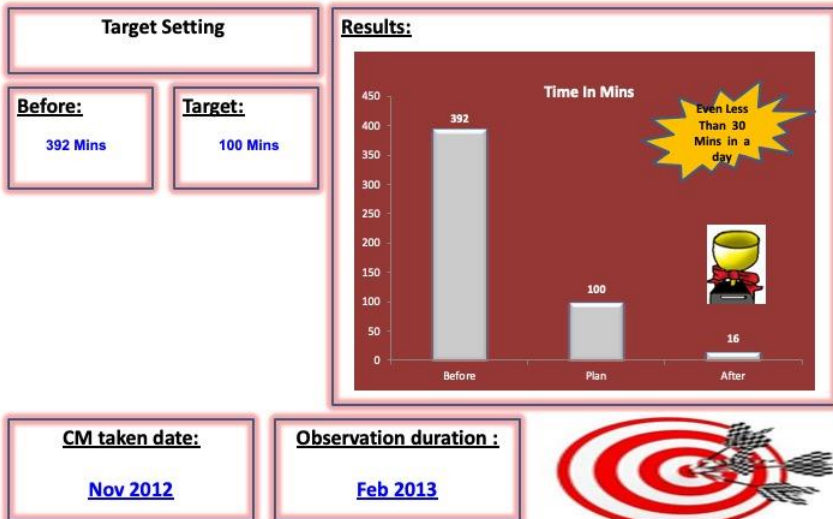 Target Setting
Before:
392 Mins
Target:
100 Mins
Results:
Time In Mins
Even Less
Than 30
Mins in a
day
450
400
350
300
250
200
150
100
50
0
392
100
16
Before
Plan
After
CM taken date:
Nov 2012
Observation duration :
Feb 2013